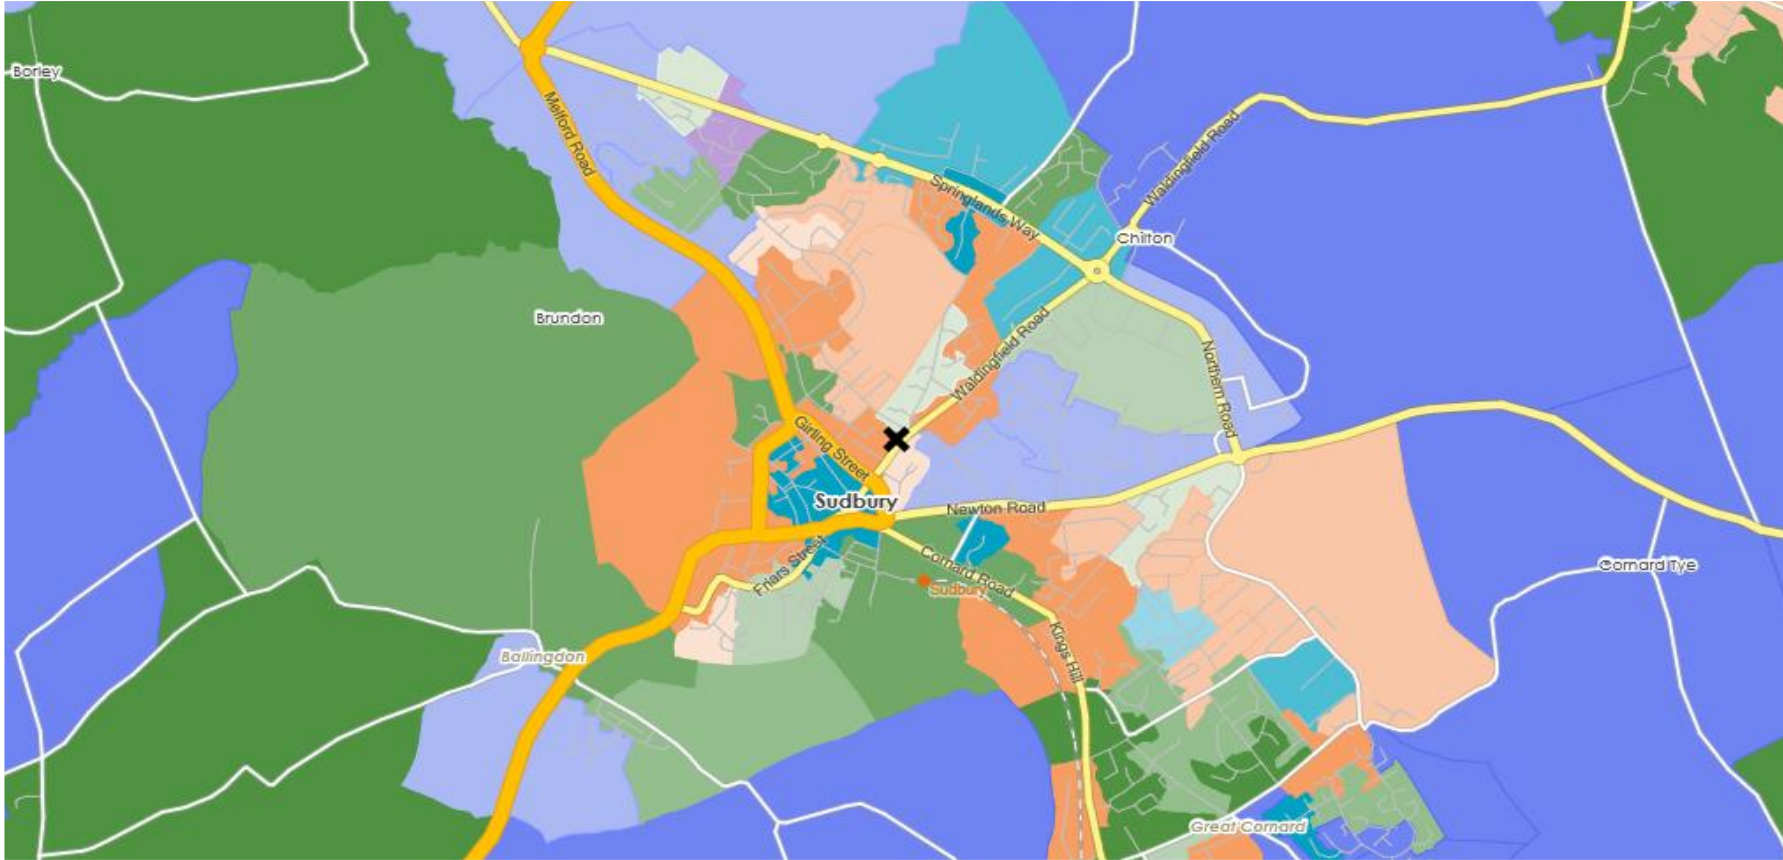 Borley
Melford Road
Springlands Way
Waldingfield Road
Chilton
Brundon
Waldingfield Road
Northern Road
Girling Street
Sudbury
Newton Road
Friars Street
Cornard Road
Sudbury
Cornard Tye
Kings Hill
Ballingdon
Great Cornard